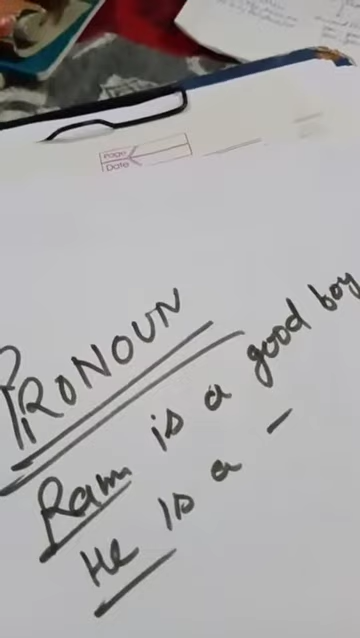 Page
Date
PRONOUN
Ram is a good boy
He is a —